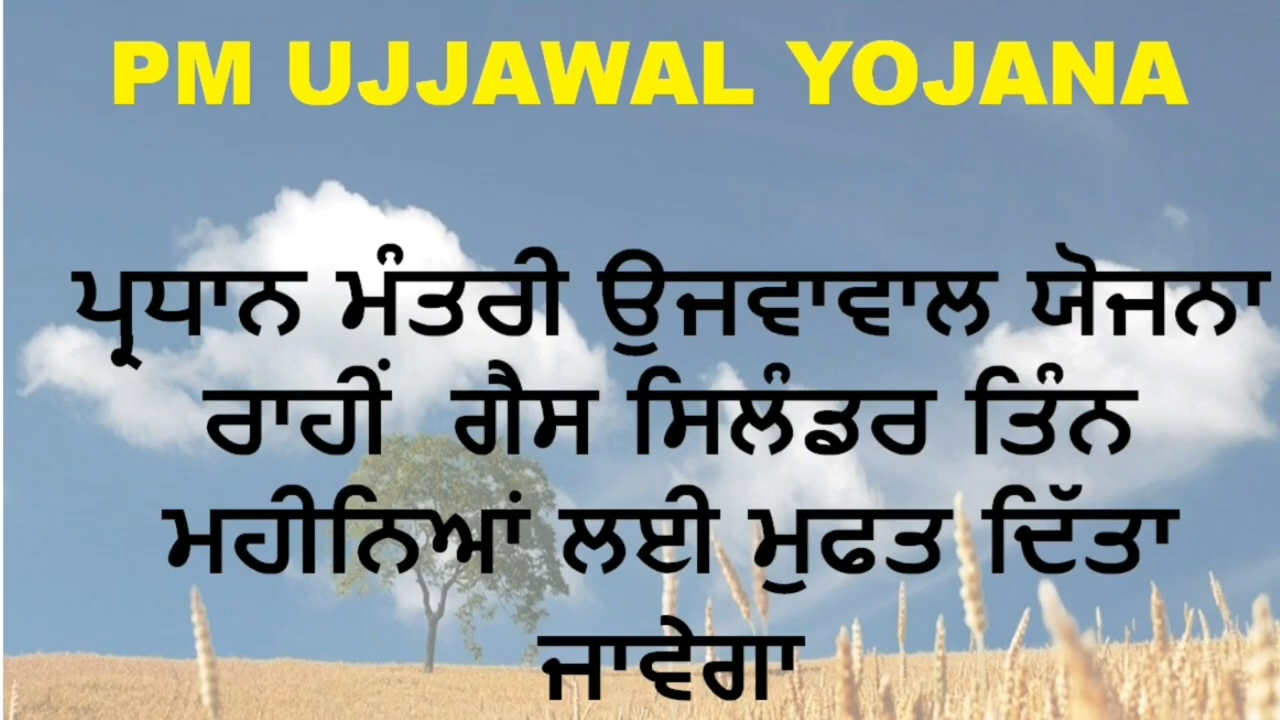 PM UJJAWAL YOJANA
ਪ੍ਰਧਾਨ ਮੰਤਰੀ ਉਜਵਾਵਾਲ ਯੋਜਨਾ
ਰਾਹੀਂ ਗੈਸ ਸਿਲੰਡਰ ਤਿੰਨ
ਮਹੀਨਿਆਂ ਲਈ ਮੁਫਤ ਦਿੱਤਾ
ਜਾਵੇਗਾ